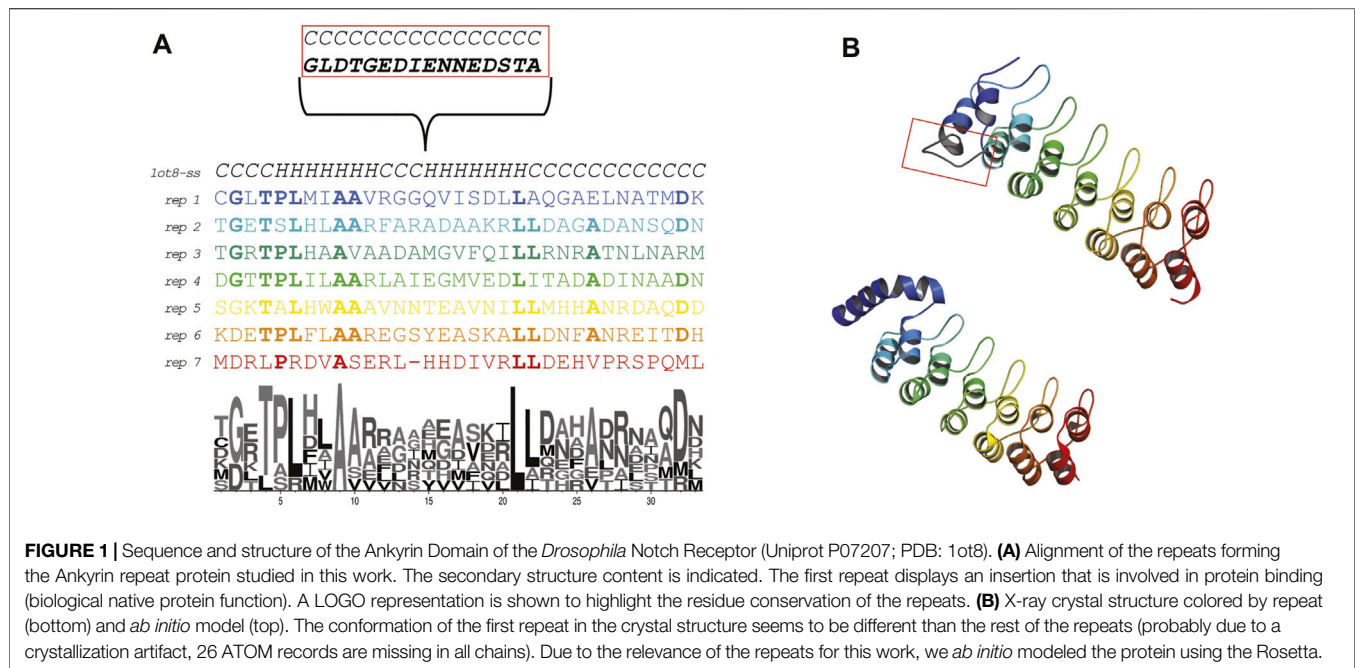 A
CCCCCCCCCCCCCCCC
GLDTGEDIENNEDSTA
1ot8-ss CCCCHHHHHHHCCCHHHHHHHCCCCCCCCCCCC
rep 1 CGLTPLMIAAVRGGQVISDLLAQGAELNATMDK
rep 2 TGETSLHLAARFARADAAKRLLDAGADANSQDN
rep 3 TGRTPLHAAVAADAMGVFQILLRNRATNLNARM
rep 4 DGTTPLILAARLAIEGMVEDLITADADINAADN
rep 5 SGKTALHWAAAVNNTEAVNILLMHHANRDAQDD
rep 6 KDETPLFLAAREGSYEASKALLDNFANREITDH
rep 7 MDRLPRDVASERL-HHDIVRLLDEHVPRSPQML
5 10 15 20 25 30
B
FIGURE 1 | Sequence and structure of the Ankyrin Domain of the Drosophila Notch Receptor (Uniprot P07207; PDB: 1ot8). (A) Alignment of the repeats forming
the Ankyrin repeat protein studied in this work. The secondary structure content is indicated. The first repeat displays an insertion that is involved in protein binding
(biological native protein function). A LOGO representation is shown to highlight the residue conservation of the repeats. (B) X-ray crystal structure colored by repeat
(bottom) and ab initio model (top). The conformation of the first repeat in the crystal structure seems to be different than the rest of the repeats (probably due to a
crystallization artifact, 26 ATOM records are missing in all chains). Due to the relevance of the repeats for this work, we ab initio modeled the protein using the Rosetta.